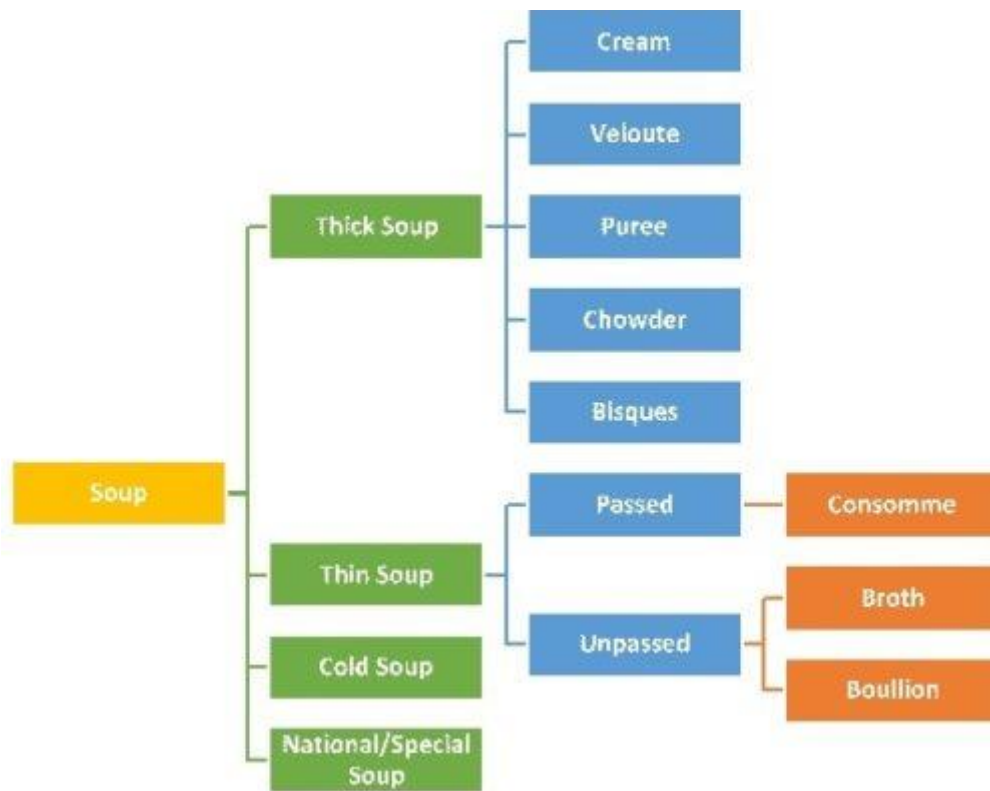 Cream
Veloute
Thick Soup
Puree
Chowder
Bisques
Soup
Passed
Consomme
Thin Soup
Broth
Unpassed
Cold Soup
Boullion
National/Special
Soup